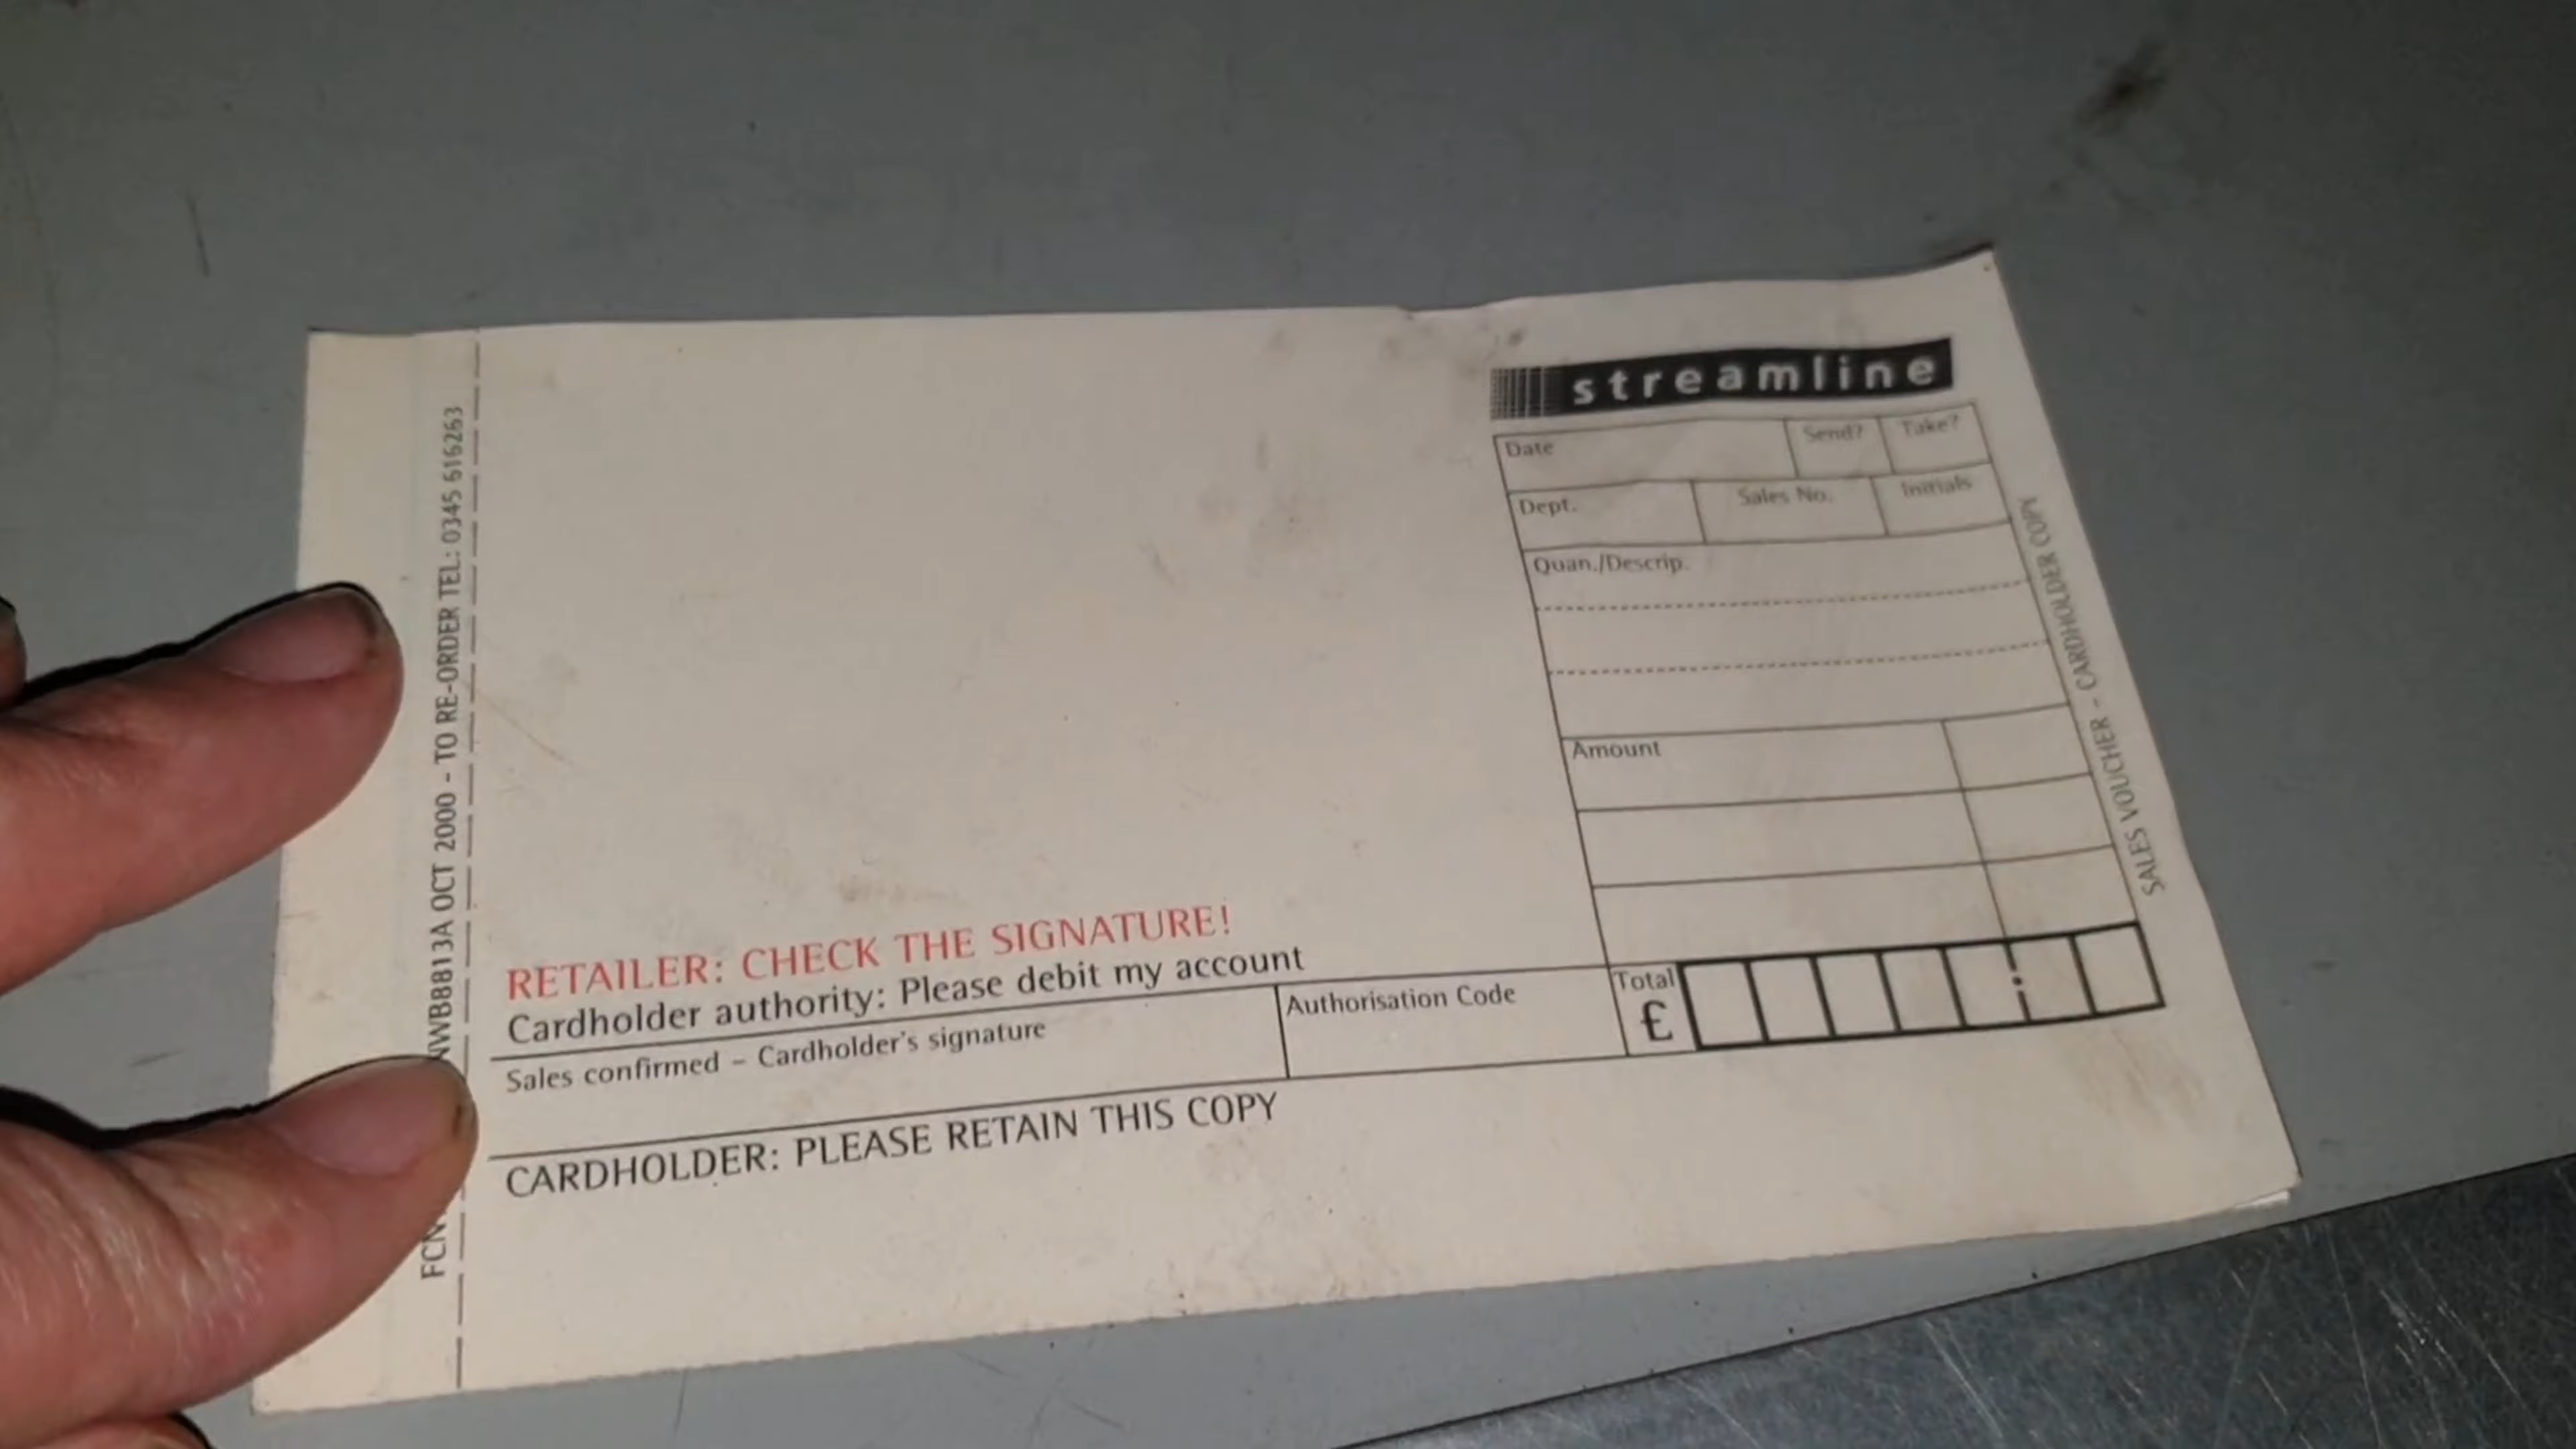 streamline
Date Send? Take?
Dept. Sales No. Initials
Quan./Descrip.
Amount
RETAILER: CHECK THE SIGNATURE!
Cardholder authority: Please debit my account
Sales confirmed – Cardholder's signature
Authorisation Code
Total
£
CARDHOLDER: PLEASE RETAIN THIS COPY
NWB8813A OCT 2000 - TO RE-ORDER TEL: 0345 616263
SALES VOUCHER - CARDHOLDER COPY